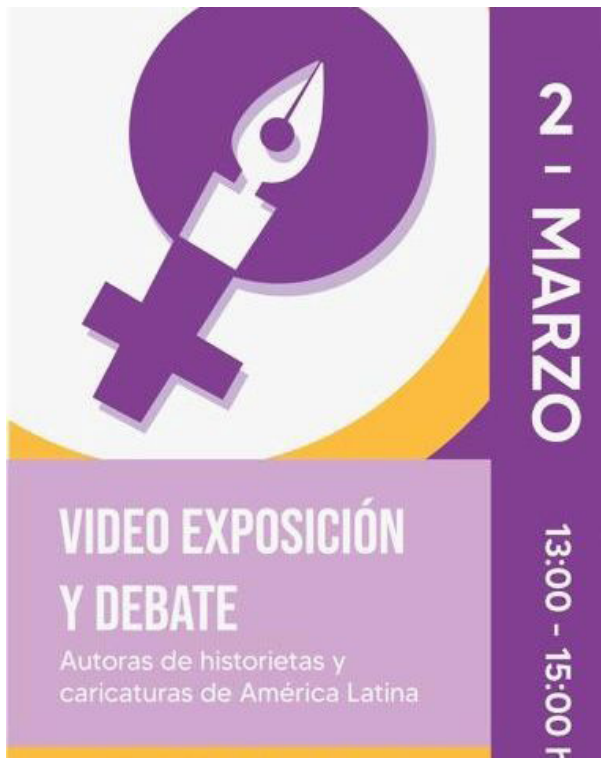 2 - MARZO
13:00 - 15:00 h
VIDEO EXPOSICIÓN
Y DEBATE
Autoras de historietas y
caricaturas de América Latina